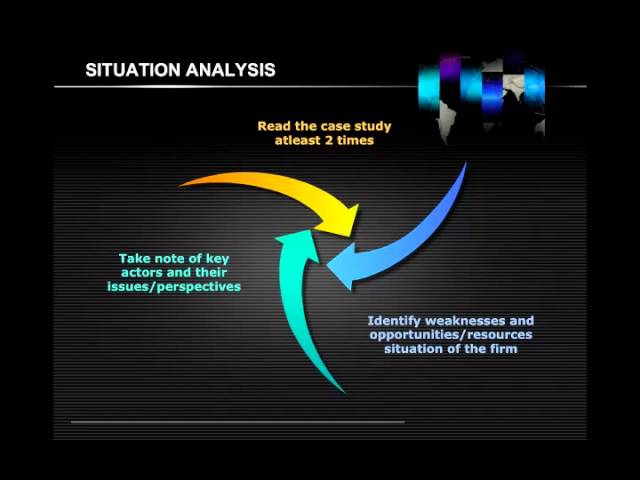 SITUATION ANALYSIS
Read the case study
atleast 2 times
Take note of key
actors and their
issues/perspectives
Identify weaknesses and
opportunities/resources
situation of the firm